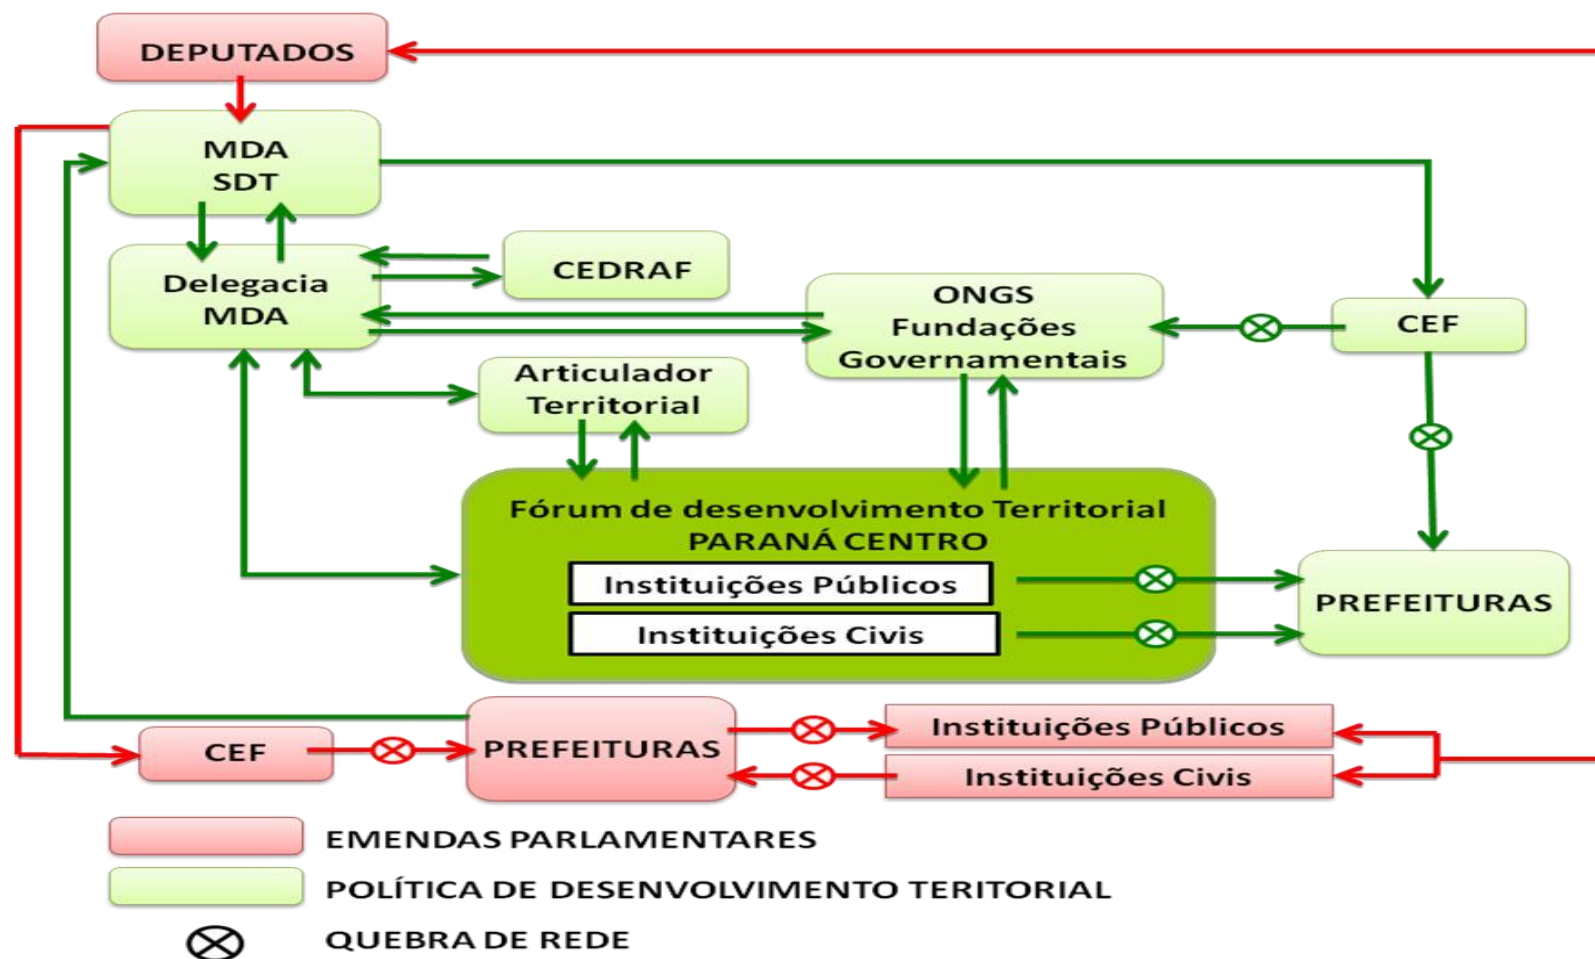 DEPUTADOS
MDA
SDT
Delegacia
MDA
CEDRAF
ONGS
Fundações
Governamentais
CEF
Articulador
Territorial
Fórum de desenvolvimento Territorial
PARANÁ CENTRO
Instituições Públicos
Instituições Civis
PREFEITURAS
CEF
PREFEITURAS
Instituições Públicos
Instituições Civis
EMENDAS PARLAMENTARES
POLÍTICA DE DESENVOLVIMENTO TERITORIAL
QUEBRA DE REDE